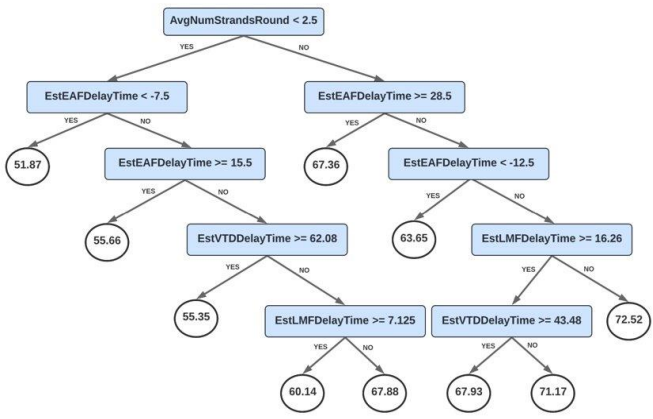 AvgNumStrandsRound < 2.5
YES
NO
EstEAFDelayTime < -7.5
EstEAFDelayTime >= 28.5
YES
NO
YES
NO
51.87
EstEAFDelayTime >= 15.5
67.36
EstEAFDelayTime < -12.5
YES
NO
YES
NO
55.66
EstVTDDelayTime >= 62.08
63.65
EstLMFDelayTime >= 16.26
YES
NO
YES
NO
55.35
EstLMFDelayTime >= 7.125
EstVTDDelayTime >= 43.48
72.52
YES
NO
YES
NO
60.14
67.88
67.93
71.17